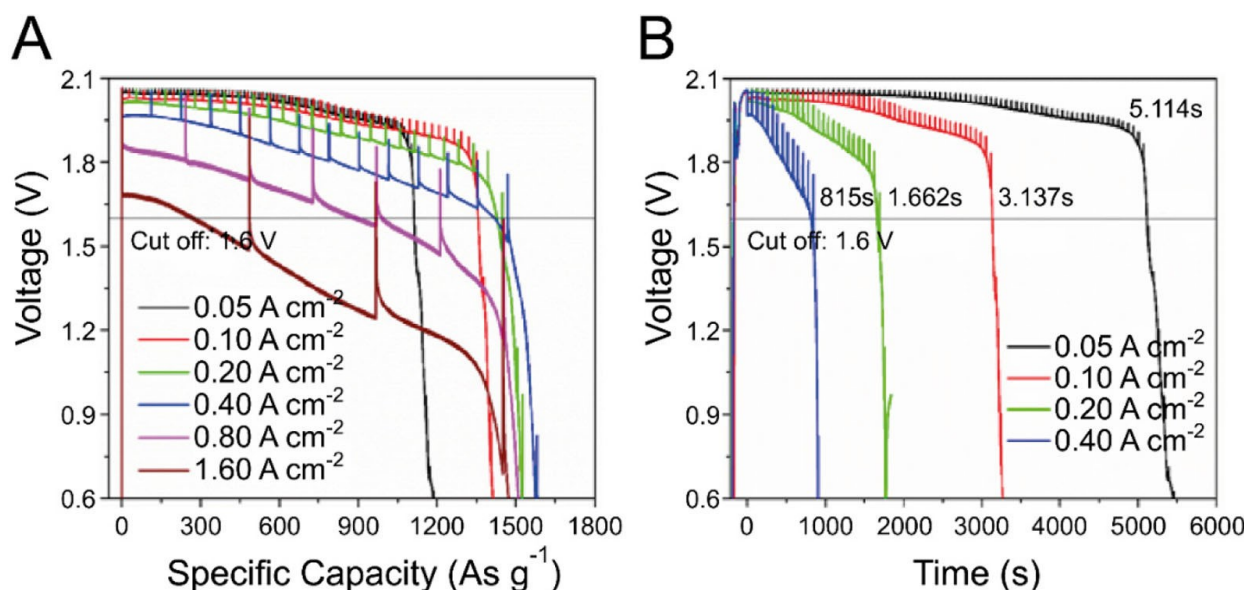 A
2.1
1.8
1.5
1.2
0.9
0.6
Voltage (V)
Cut off: 1.6 V
0.05 A cm-2
0.10 A cm-2
0.20 A cm-2
0.40 A cm-2
0.80 A cm-2
1.60 A cm-2
0 300 600 900 1200 1500 1800
Specific Capacity (As g-1)
B
2.1
1.8
1.5
1.2
0.9
0.6
Voltage (V)
5.114s
815s 1.662s 3.137s
Cut off: 1.6 V
0.05 A cm-2
0.10 A cm-2
0.20 A cm-2
0.40 A cm-2
0 1000 2000 3000 4000 5000 6000
Time (s)